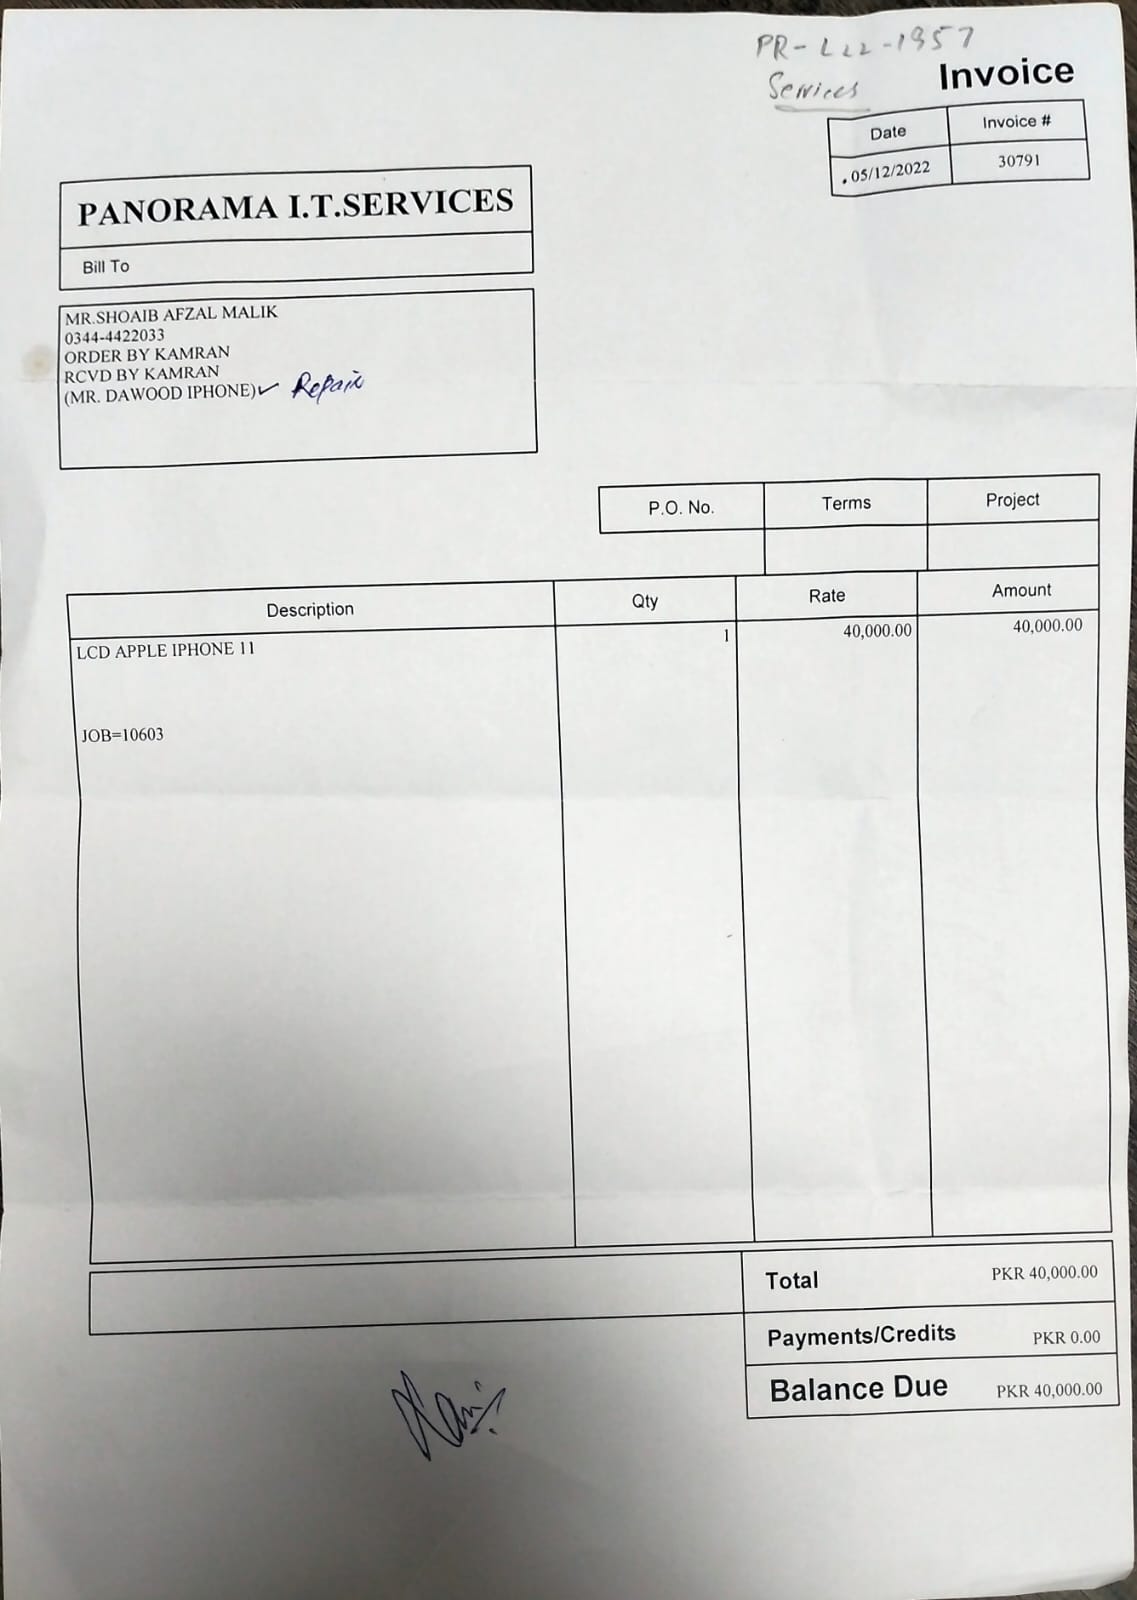 PR-L22-1957
Services
Invoice
Date Invoice #
05/12/2022 30791
PANORAMA I.T.SERVICES
Bill To
MR.SHOAIB AFZAL MALIK
0344-4422033
ORDER BY KAMRAN
RCVD BY KAMRAN
(MR. DAWOOD IPHONE)✓ Repair
P.O. No. Terms Project
Description Qty Rate Amount
LCD APPLE IPHONE 11 1 40,000.00 40,000.00
JOB=10603
Total PKR 40,000.00
Payments/Credits PKR 0.00
Balance Due PKR 40,000.00